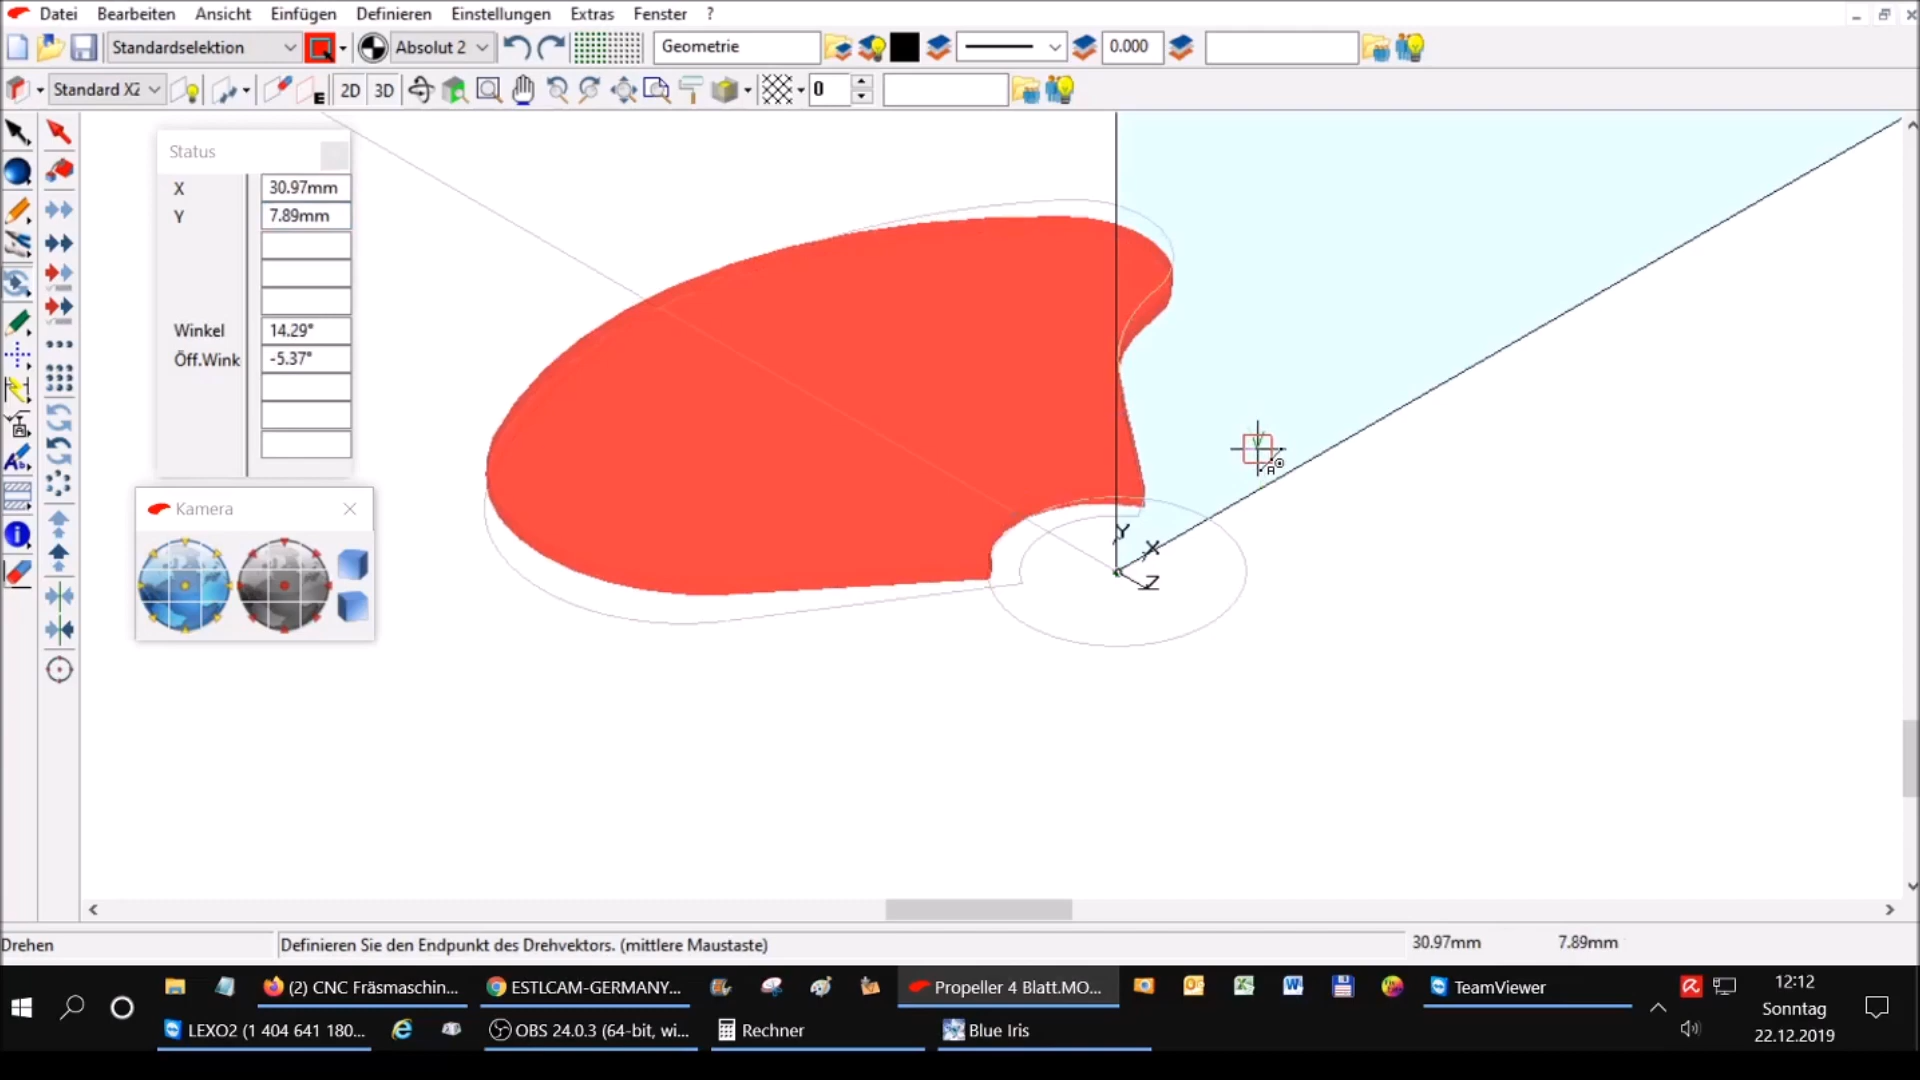 Datei Bearbeiten Ansicht Einfügen Definieren Einstellungen Extras Fenster ?
Standardselektion Absolut 2 Geometrie 0.000
Standard XZ E 2D 3D 0
Status
X 30.97mm
Y 7.89mm
Winkel 14.29°
Öff.Wink -5.37°
Kamera
Y
X
Z
Drehen Definieren Sie den Endpunkt des Drehvektors. (mittlere Maustaste) 30.97mm 7.89mm
(2) CNC Fräsmaschin... ESTLCAM-GERMANY... Propeller 4 Blatt.MO... TeamViewer
LEXO2 (1 404 641 180... OBS 24.0.3 (64-bit, wi... Rechner Blue Iris
12:12
Sonntag
22.12.2019